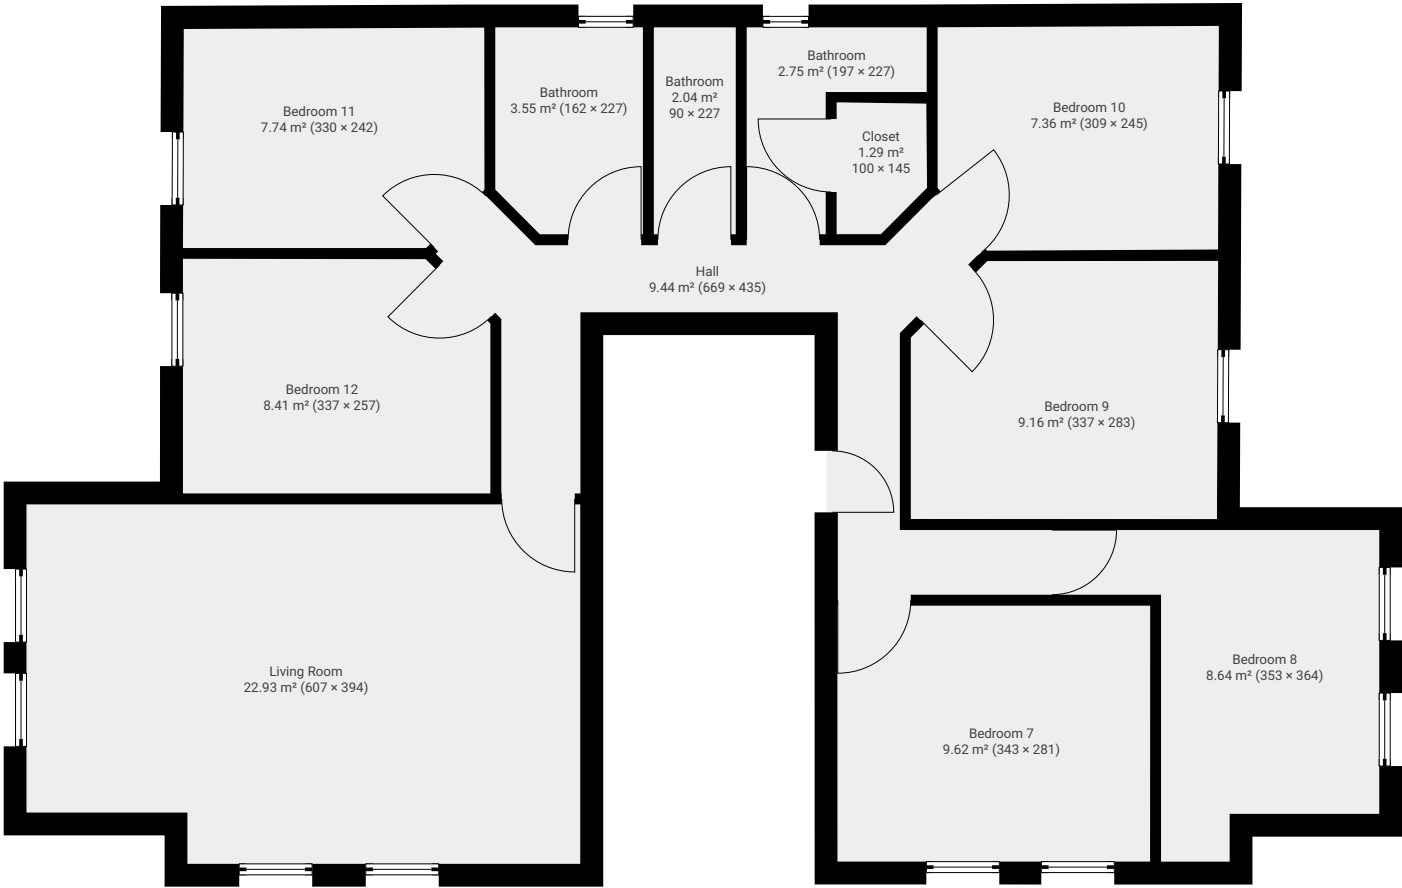 Bedroom 11
7.74 m² (330 × 242)
Bathroom
3.55 m² (162 × 227)
Bathroom
2.04 m²
90 × 227
Bathroom
2.75 m² (197 × 227)
Closet
1.29 m²
100 × 145
Bedroom 10
7.36 m² (309 × 245)
Hall
9.44 m² (669 × 435)
Bedroom 12
8.41 m² (337 × 257)
Bedroom 9
9.16 m² (337 × 283)
Living Room
22.93 m² (607 × 394)
Bedroom 8
8.64 m² (353 × 364)
Bedroom 7
9.62 m² (343 × 281)